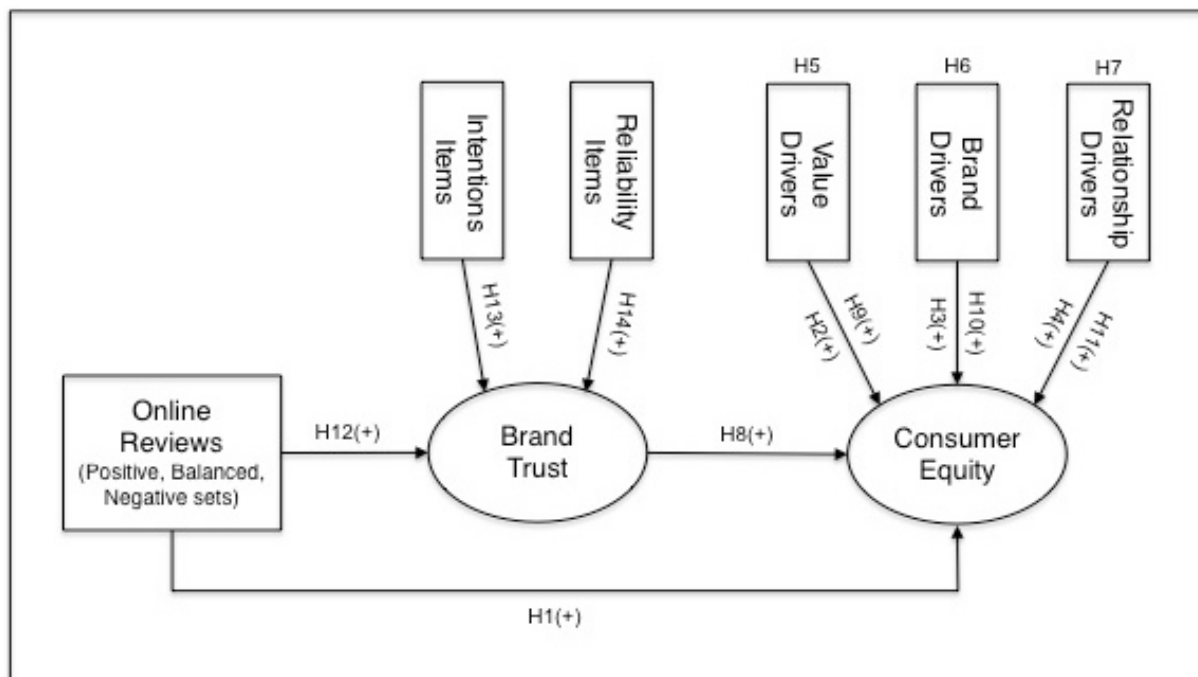 H5
H6
H7
Intentions
Items
Reliability
Items
Value
Drivers
Brand
Drivers
Relationship
Drivers
H13(+)
H14(+)
H9(+)
H2(+)
H10(+)
H3(+)
H11(+)
H4(+)
Online
Reviews
(Positive, Balanced,
Negative sets)
H12(+)
Brand
Trust
H8(+)
Consumer
Equity
H1(+)